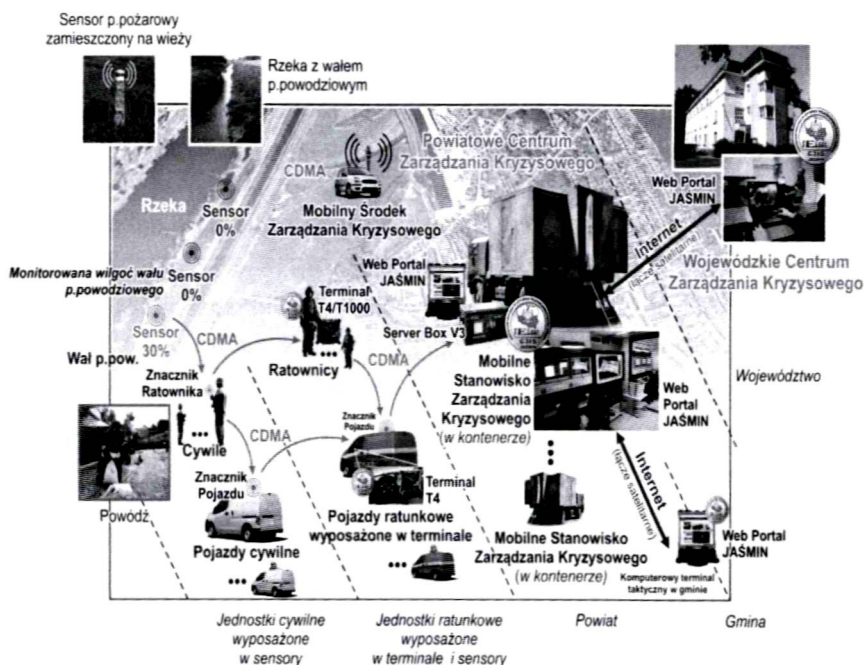 Sensor p.pożarowy
zamieszczony na wieży
Rzeka z wałem
p.powodziowym
CDMA
Powiatowe Centrum
Zarządzania Kryzysowego
Web Portal
JAŚMIN
Rzeka
Sensor
0%
Mobilny Środek
Zarządzania Kryzysowego
Internet
(łącze satelitarne)
Wojewódzkie Centrum
Zarządzania Kryzysowego
Monitorowana wilgoć wału
p.powodziowego
Sensor
0%
Web Portal
JAŚMIN
Terminal
T4/T1000
Server Box V3
Sensor
30%
CDMA
Wał p.pow.
Ratownicy
CDMA
Znacznik
Ratownika
Mobilne
Stanowisko
Zarządzania
Kryzysowego
(w kontenerze)
Web
Portal
JAŚMIN
Województwo
Cywile
CDMA
Znacznik
Pojazdu
Znacznik
Pojazdu
Terminal
T4
Powódź
Pojazdy cywilne
Pojazdy ratunkowe
wyposażone w terminale
Internet
(łącze satelitarne)
Mobilne Stanowisko
Zarządzania Kryzysowego
(w kontenerze)
Web Portal
JAŚMIN
Komputerowy terminal
taktyczny w gminie
Jednostki cywilne
wyposażone
w sensory
Jednostki ratunkowe
wyposażone
w terminale i sensory
Powiat
Gmina